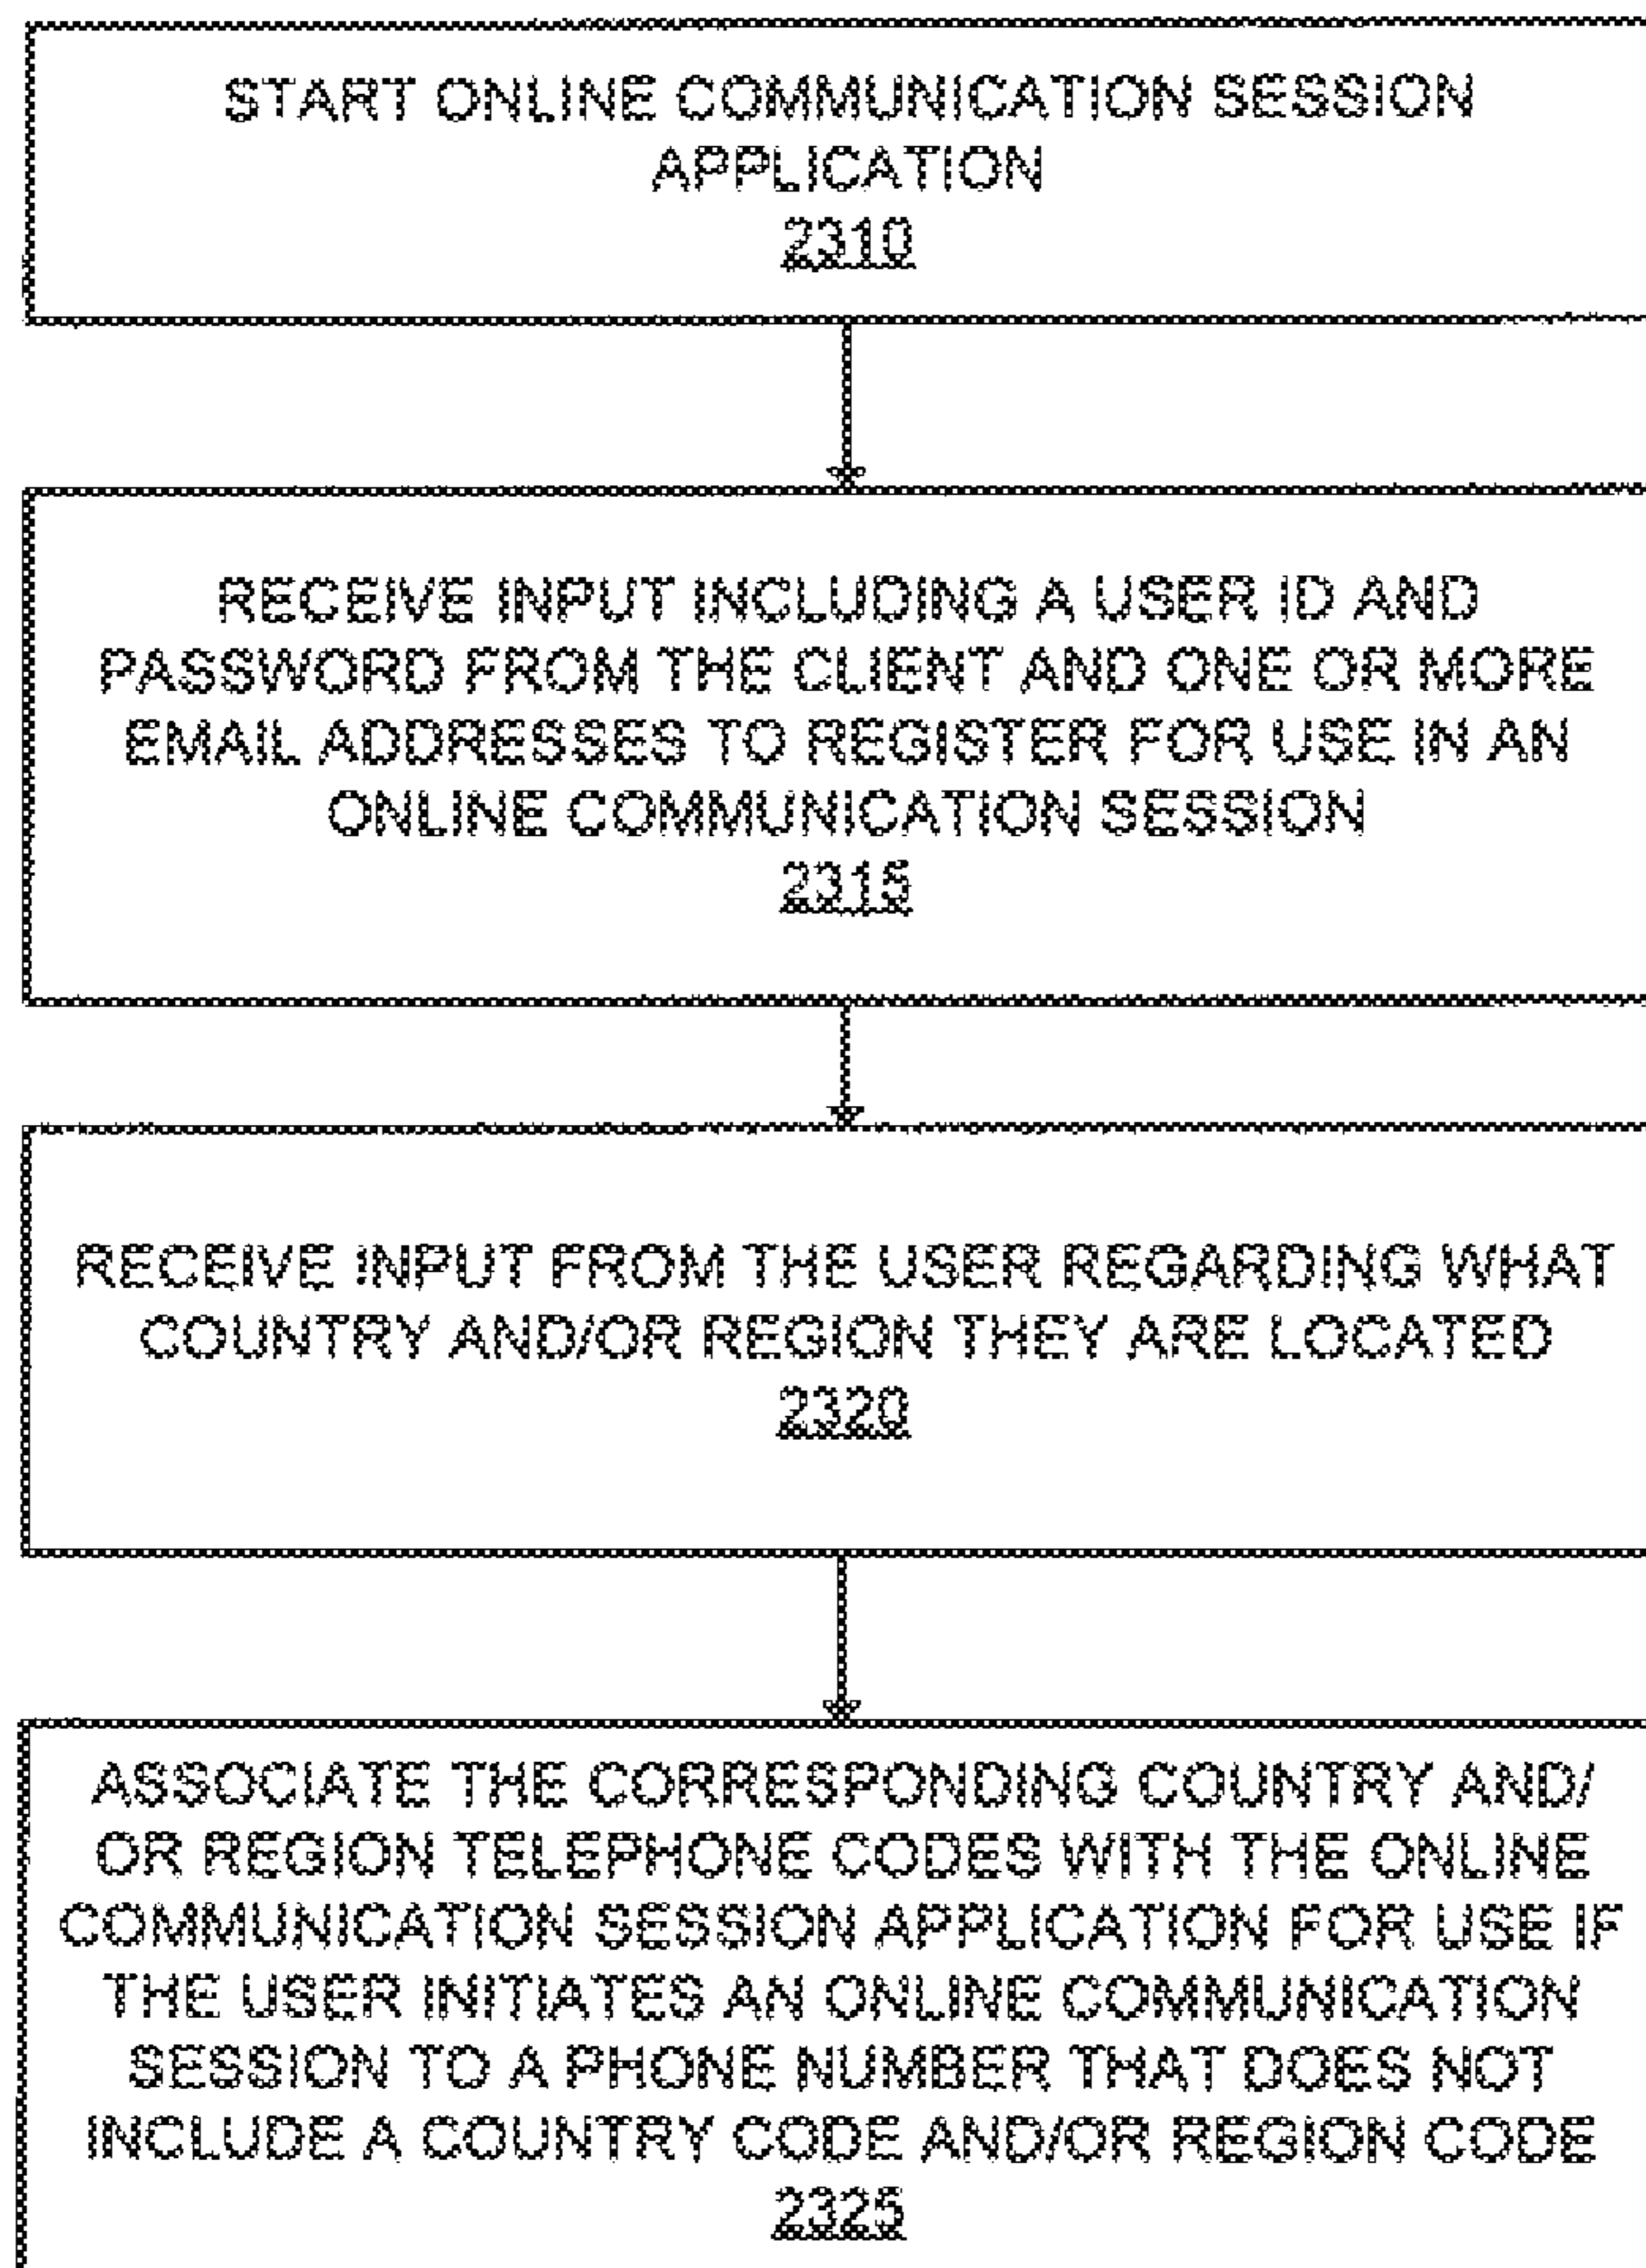 START ONLINE COMMUNICATION SESSION
APPLICATION
2310
RECEIVE INPUT INCLUDING A USER ID AND
PASSWORD FROM THE CLIENT AND ONE OR MORE
EMAIL ADDRESSES TO REGISTER FOR USE IN AN
ONLINE COMMUNICATION SESSION
2315
RECEIVE INPUT FROM THE USER REGARDING WHAT
COUNTRY AND/OR REGION THEY ARE LOCATED
2320
ASSOCIATE THE CORRESPONDING COUNTRY AND/
OR REGION TELEPHONE CODES WITH THE ONLINE
COMMUNICATION SESSION APPLICATION FOR USE IF
THE USER INITIATES AN ONLINE COMMUNICATION
SESSION TO A PHONE NUMBER THAT DOES NOT
INCLUDE A COUNTRY CODE AND/OR REGION CODE
2325